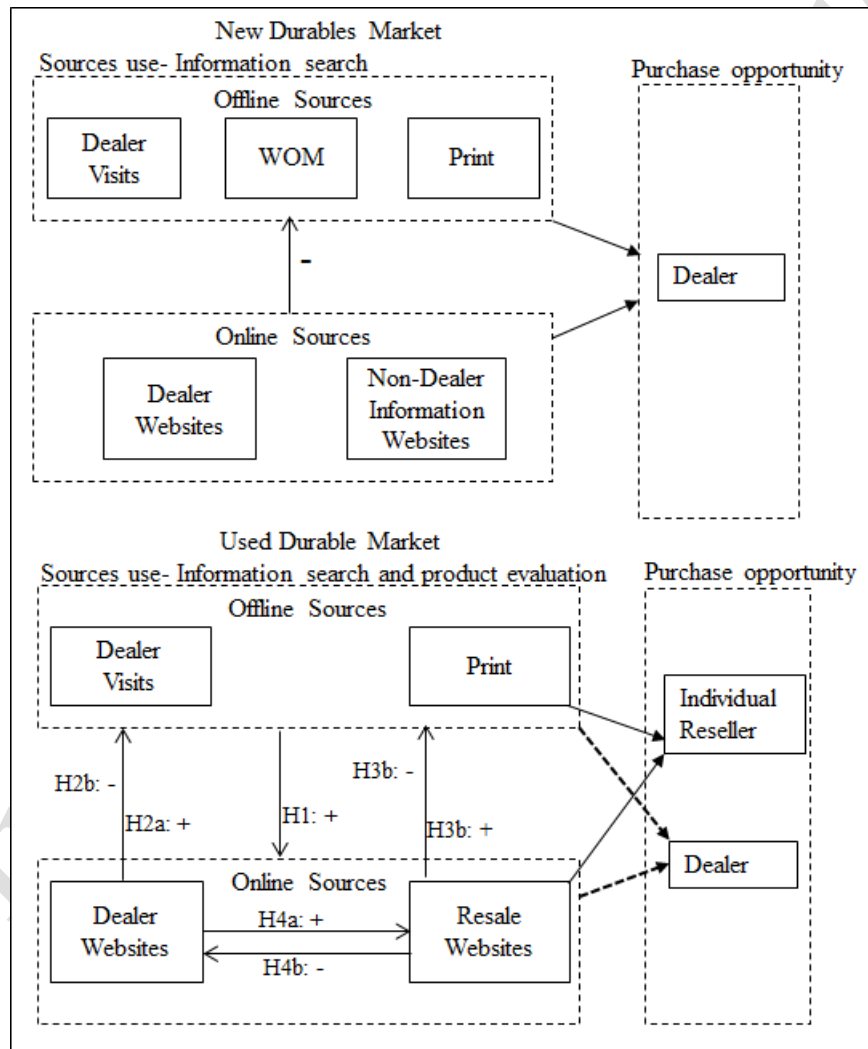 New Durables Market
Sources use- Information search
Purchase opportunity
Offline Sources
Dealer
Visits
WOM
Print
-
Dealer
Online Sources
Dealer
Websites
Non-Dealer
Information
Websites
Used Durable Market
Sources use- Information search and product evaluation
Purchase opportunity
Offline Sources
Dealer
Visits
Print
Individual
Reseller
H2b: -
H2a: +
H1: +
H3b: -
H3b: +
Dealer
Online Sources
Dealer
Websites
H4a: +
H4b: -
Resale
Websites